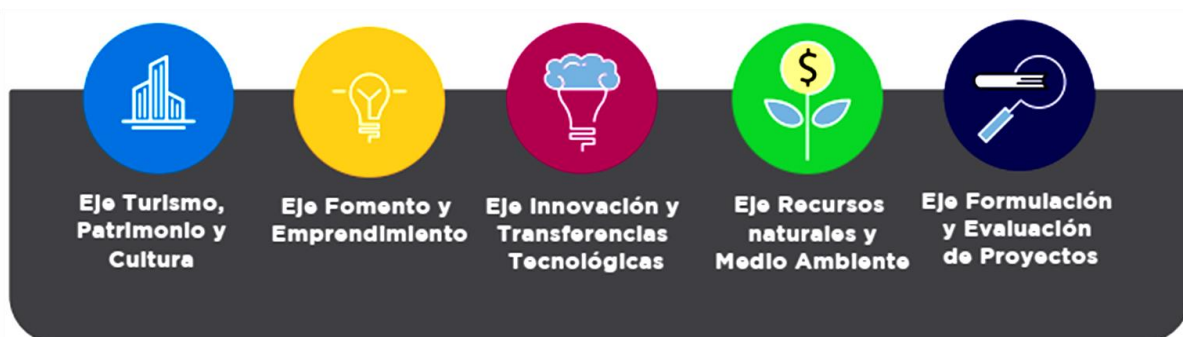 $
Eje Turismo,
Patrimonio y
Cultura
Eje Fomento y
Emprendimiento
Eje Innovación y
Transferencias
Tecnológicas
Eje Recursos
naturales y
Medio Ambiente
Eje Formulación
y Evaluación
de Proyectos